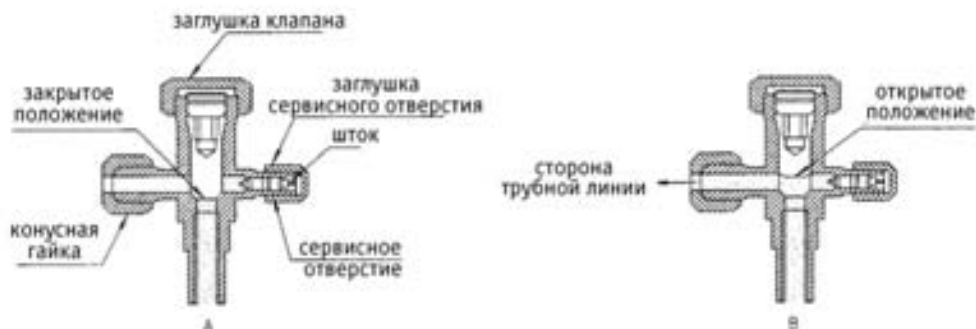 заглушка клапана
закрытое
положение
заглушка
сервисного отверстия
шток
конусная
гайка
сервисное
отверстие
А
открытое
положение
сторона
трубной линии
В